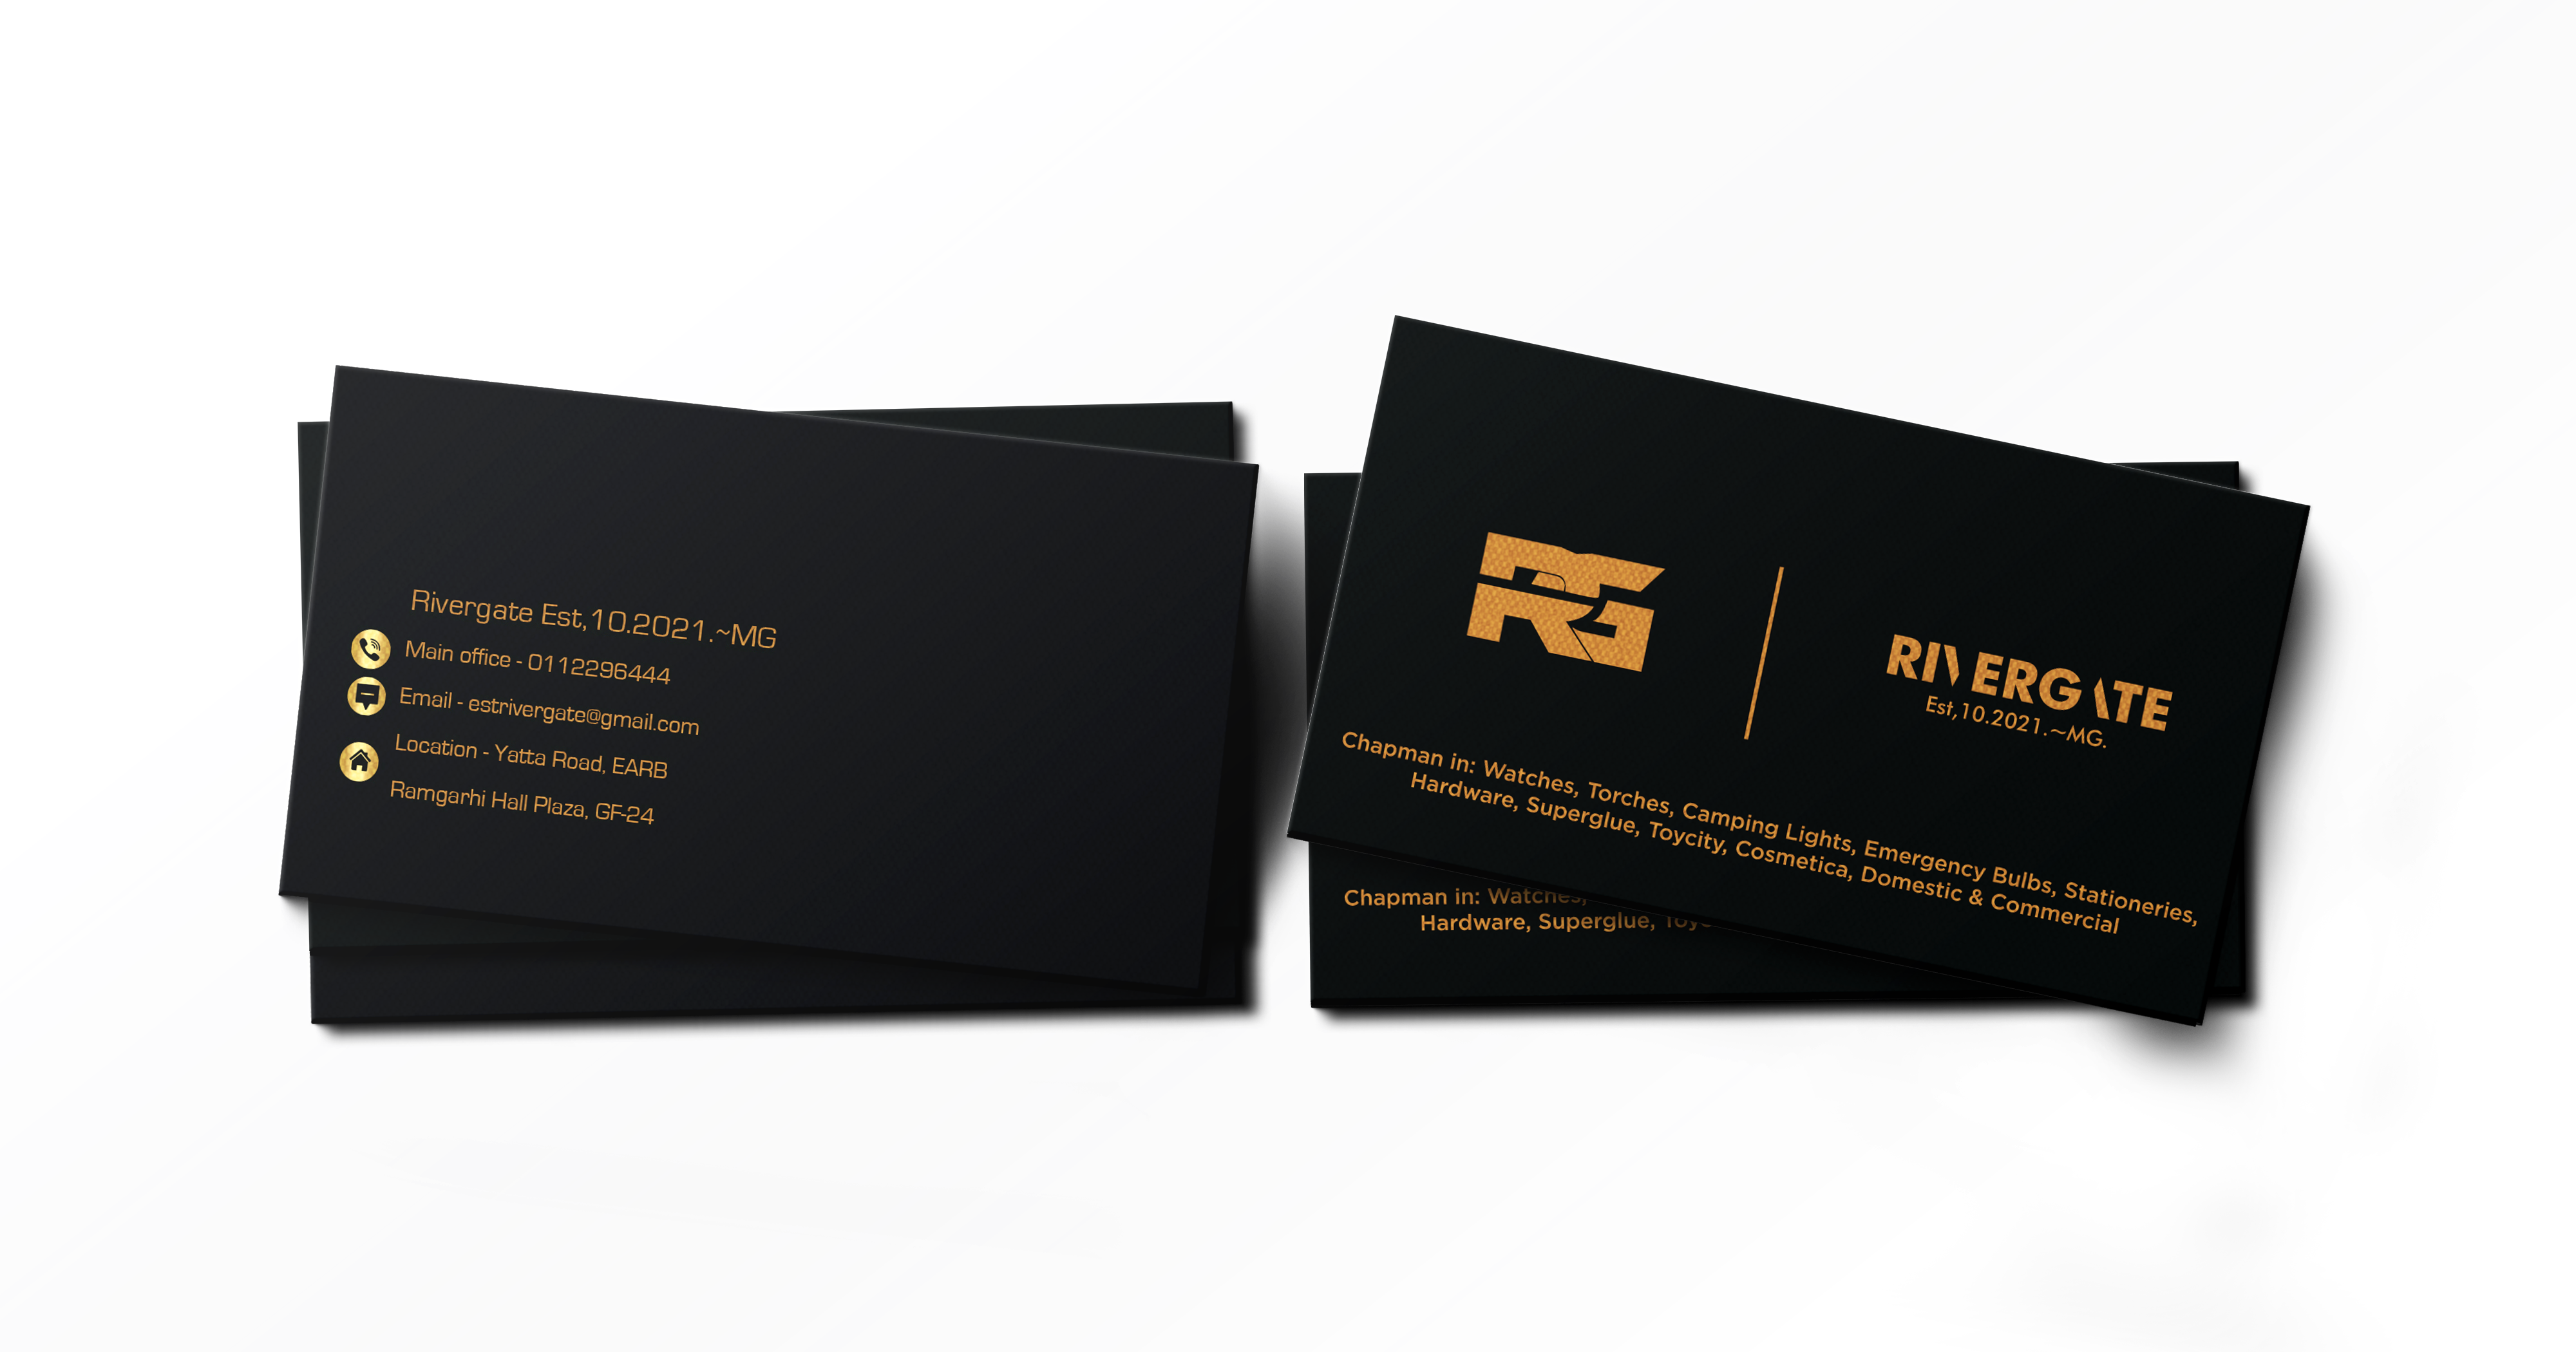 Rivergate Est,10.2021.~MG
Main office - 0112296444
Email - estrivergate@gmail.com
Location - Yatta Road, EARB
Ramgarhi Hall Plaza, GF-24
RG
RIVERGATE
Est,10.2021.~MG.
Chapman in: Watches, Torches, Camping Lights, Emergency Bulbs, Stationeries,
Hardware, Superglue, Toycity, Cosmetica, Domestic & Commercial
Chapman in: Watches,
Hardware, Superglue,